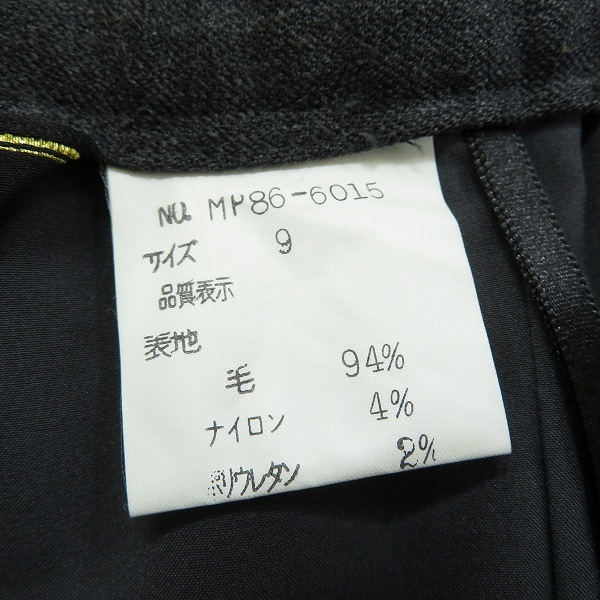 NO. MP86-6015
サイズ 9
品質表示
表地
毛 94%
ナイロン 4%
ポリウレタン 2%